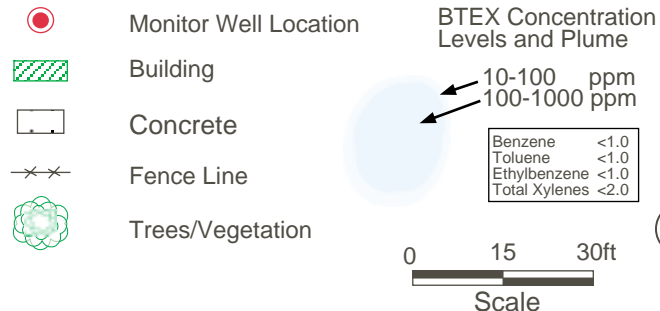 Monitor Well Location
Building
Concrete
Fence Line
Trees/Vegetation
BTEX Concentration
Levels and Plume
10-100 ppm
100-1000 ppm
Benzene <1.0
Toluene <1.0
Ethylbenzene <1.0
Total Xylenes <2.0
0 15 30ft
Scale